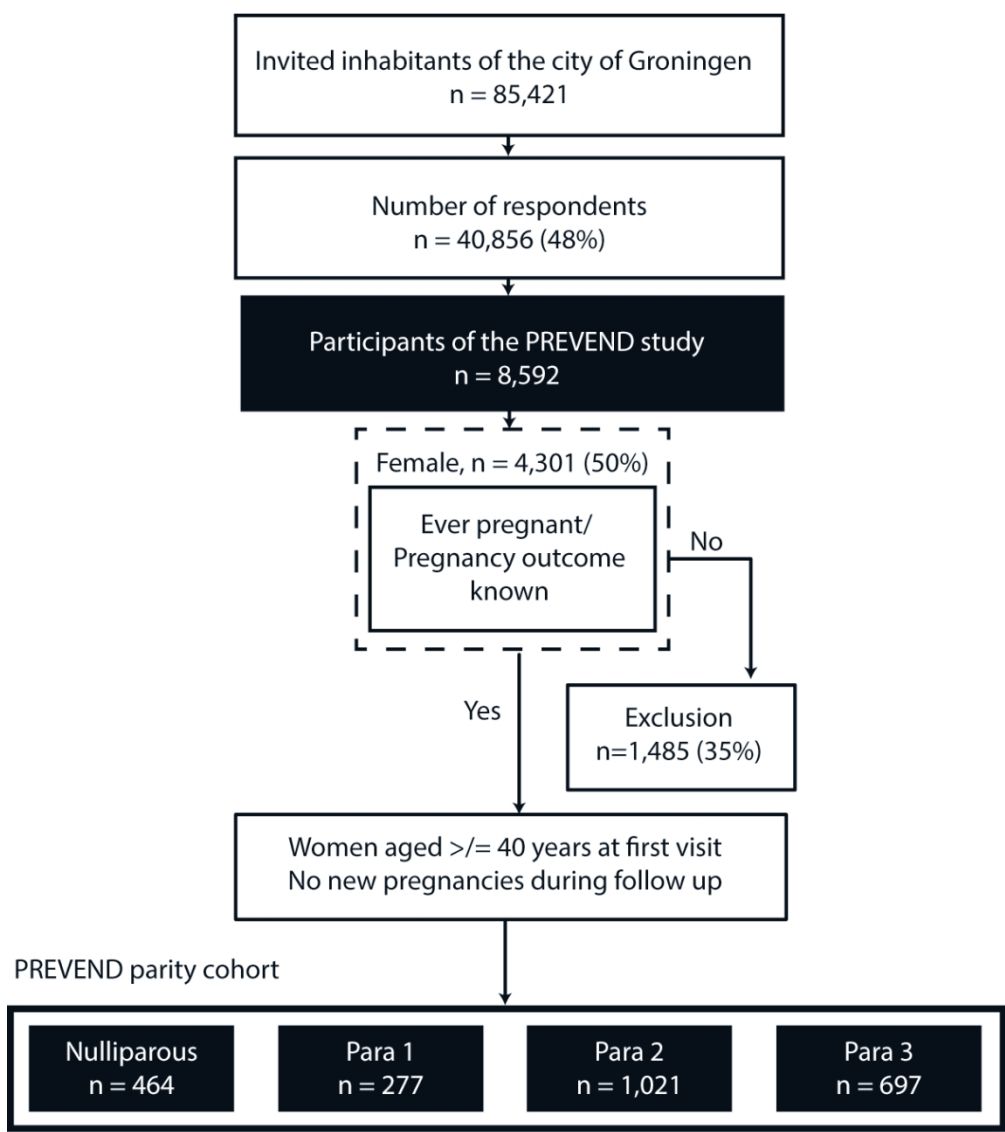 Invited inhabitants of the city of Groningen
n = 85,421
Number of respondents
n = 40,856 (48%)
Participants of the PREVEND study
n = 8,592
Female, n = 4,301 (50%)
Ever pregnant/
Pregnancy outcome
known
No
Yes
Exclusion
n=1,485 (35%)
Women aged >/= 40 years at first visit
No new pregnancies during follow up
PREVEND parity cohort
Nulliparous
n = 464
Para 1
n = 277
Para 2
n = 1,021
Para 3
n = 697